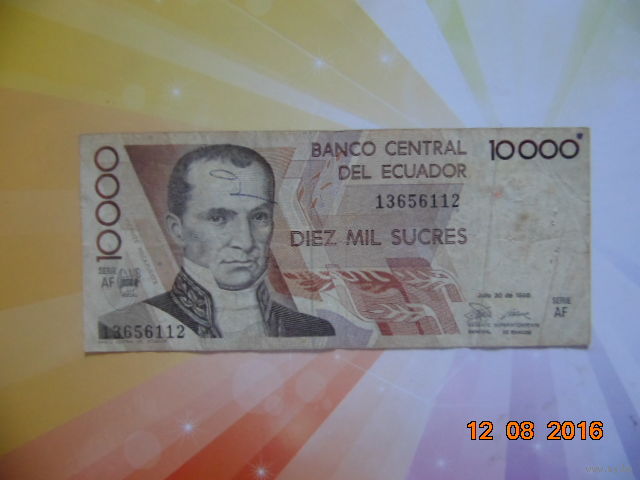 10000
BANCO CENTRAL
DEL ECUADOR
10000
13656112
DIEZ MIL SUCRES
SERIE
AF
13656112
SERIE
AF
12 08 2016